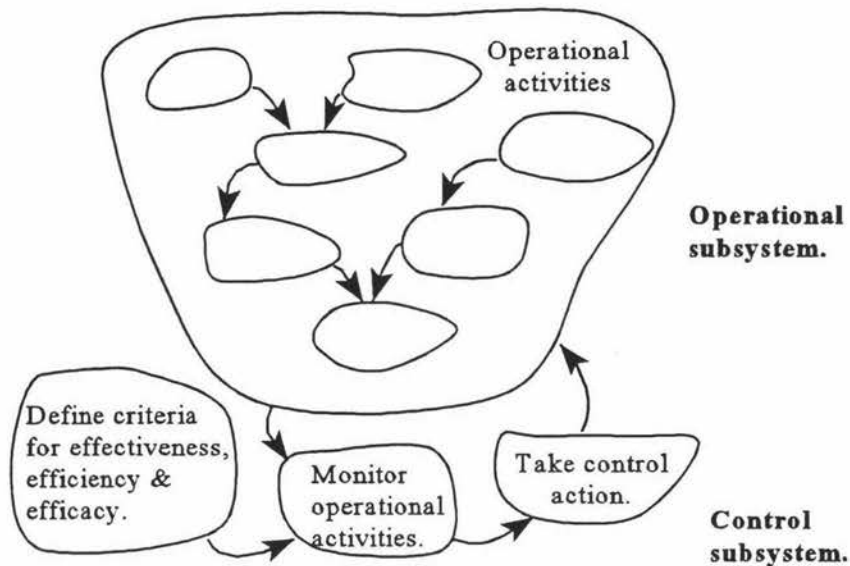 Operational
activities
Operational
subsystem.
Define criteria
for effectiveness,
efficiency &
efficacy.
Monitor
operational
activities.
Take control
action.
Control
subsystem.